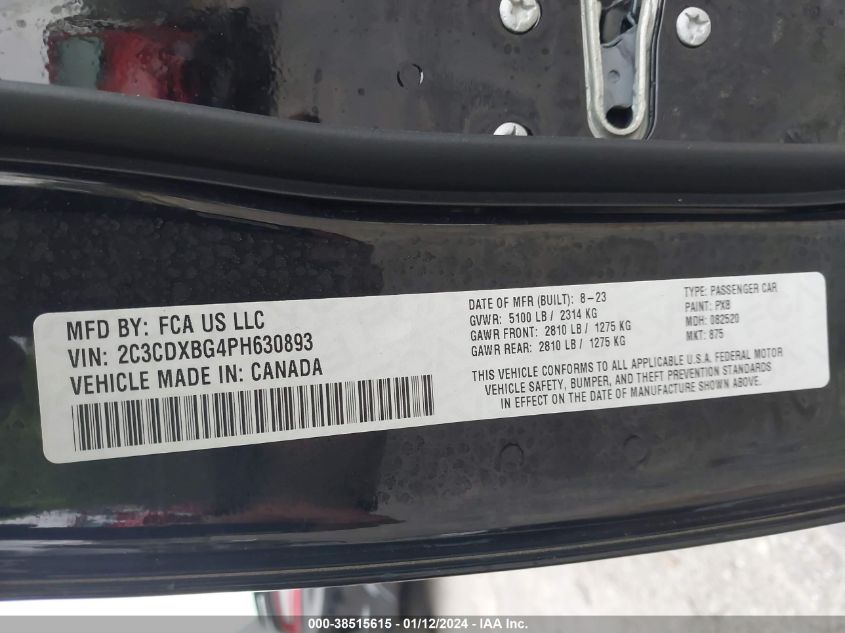 MFD BY: FCA US LLC
VIN: 2C3CDXBG4PH630893
VEHICLE MADE IN: CANADA
DATE OF MFR (BUILT): 8-23
GVWR: 5100 LB / 2314 KG
GAWR FRONT: 2810 LB / 1275 KG
GAWR REAR: 2810 LB / 1275 KG
TYPE: PASSENGER CAR
PAINT: PX8
MDH: 082520
MKT: 875
THIS VEHICLE CONFORMS TO ALL APPLICABLE U.S.A. FEDERAL MOTOR
VEHICLE SAFETY, BUMPER, AND THEFT PREVENTION STANDARDS
IN EFFECT ON THE DATE OF MANUFACTURE SHOWN ABOVE.
000-38515615 - 01/12/2024 - IAA Inc.